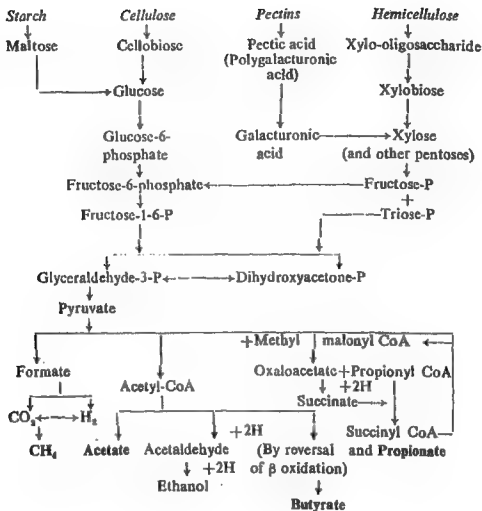 Starch Cellulose Pectins Hemicellulose
Maltose Cellobiose Pectic acid Xylo-oligosaccharide
(Polygalacturonic
acid)
Xylobiose
Glucose
Glucose-6-
phosphate
Galacturonic
acid
Xylose
(and other pentoses)
Fructose-6-phosphate Fructose-P
+
Fructose-1-6-P Triose-P
Glyceraldehyde-3-P Dihydroxyacetone-P
Pyruvate
+Methyl malonyl CoA
Formate Oxaloacetate+Propionyl CoA
Acetyl-CoA +2H
Succinate
CO₂ H₂ +2H Succinyl CoA
CH₄ Acetate Acetaldehyde (By roversal and Propionate
+2H of β oxidation)
Ethanol
Butyrate